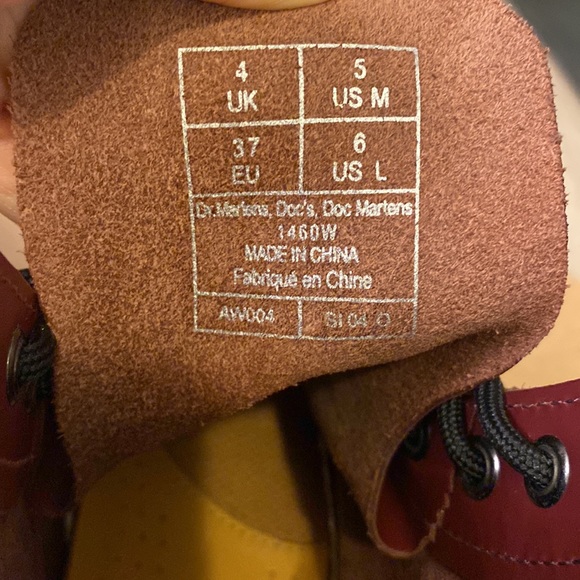 4 UK
5 US M
37 EU
6 US L
Dr.Martens, Doc's, Doc Martens
1460W
MADE IN CHINA
Fabriqué en Chine
AW004
GI 04 O